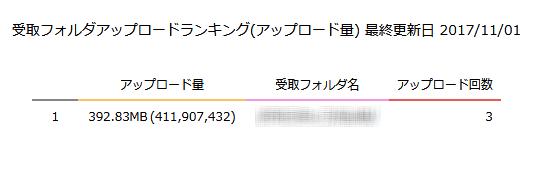 受取フォルダアップロードランキング(アップロード量) 最終更新日 2017/11/01
アップロード量 受取フォルダ名 アップロード回数
1 392.83MB (411,907,432) 3